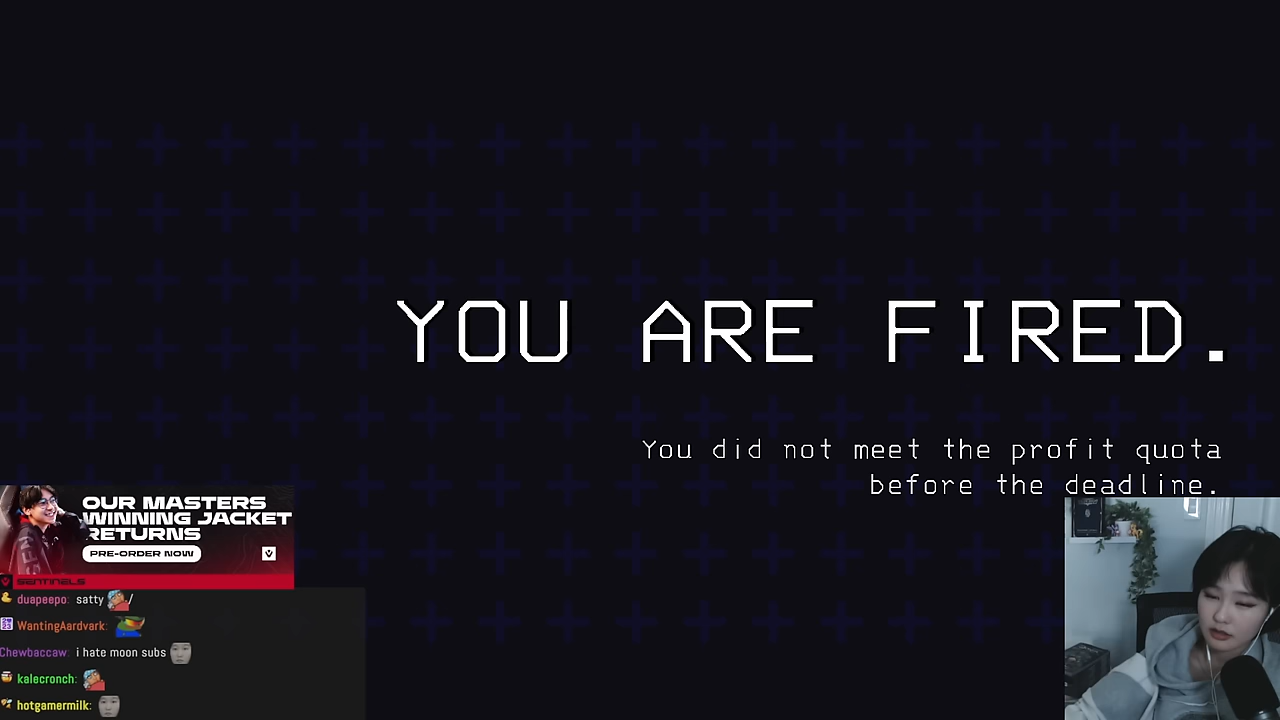 YOU ARE FIRED.
You did not meet the profit quota
before the deadline.
OUR MASTERS
WINNING JACKET
RETURNS
PRE-ORDER NOW
SENTINELS
duapeepo: satty /
WantingAardvark:
Chewbaccaw: i hate moon subs
kalecronch:
hotgamermilk: